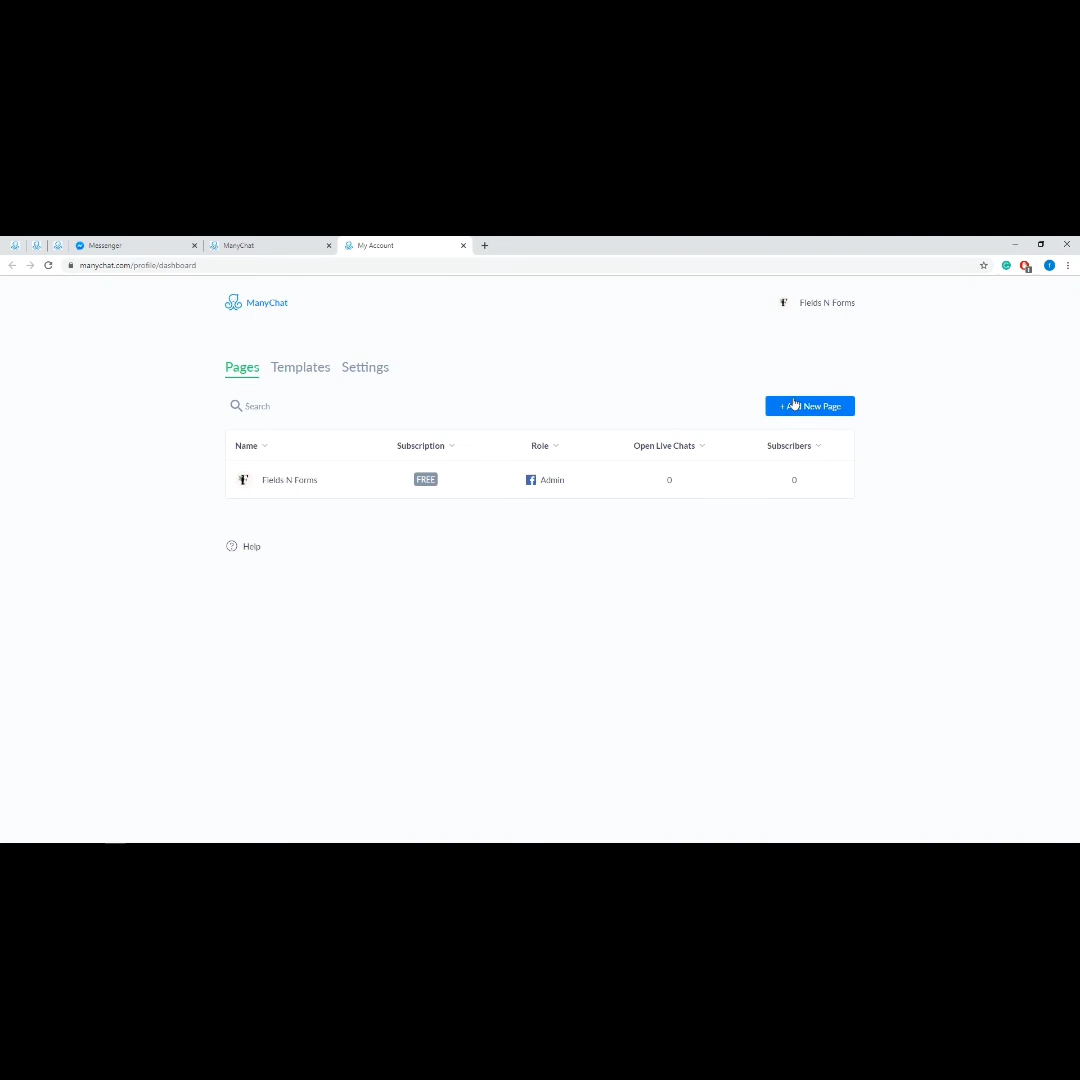 Messenger
ManyChat
My Account
manychat.com/profile/dashboard
ManyChat
Fields N Forms
Pages Templates Settings
Search
+ Add New Page
Name Subscription Role Open Live Chats Subscribers
Fields N Forms FREE Admin 0 0
Help